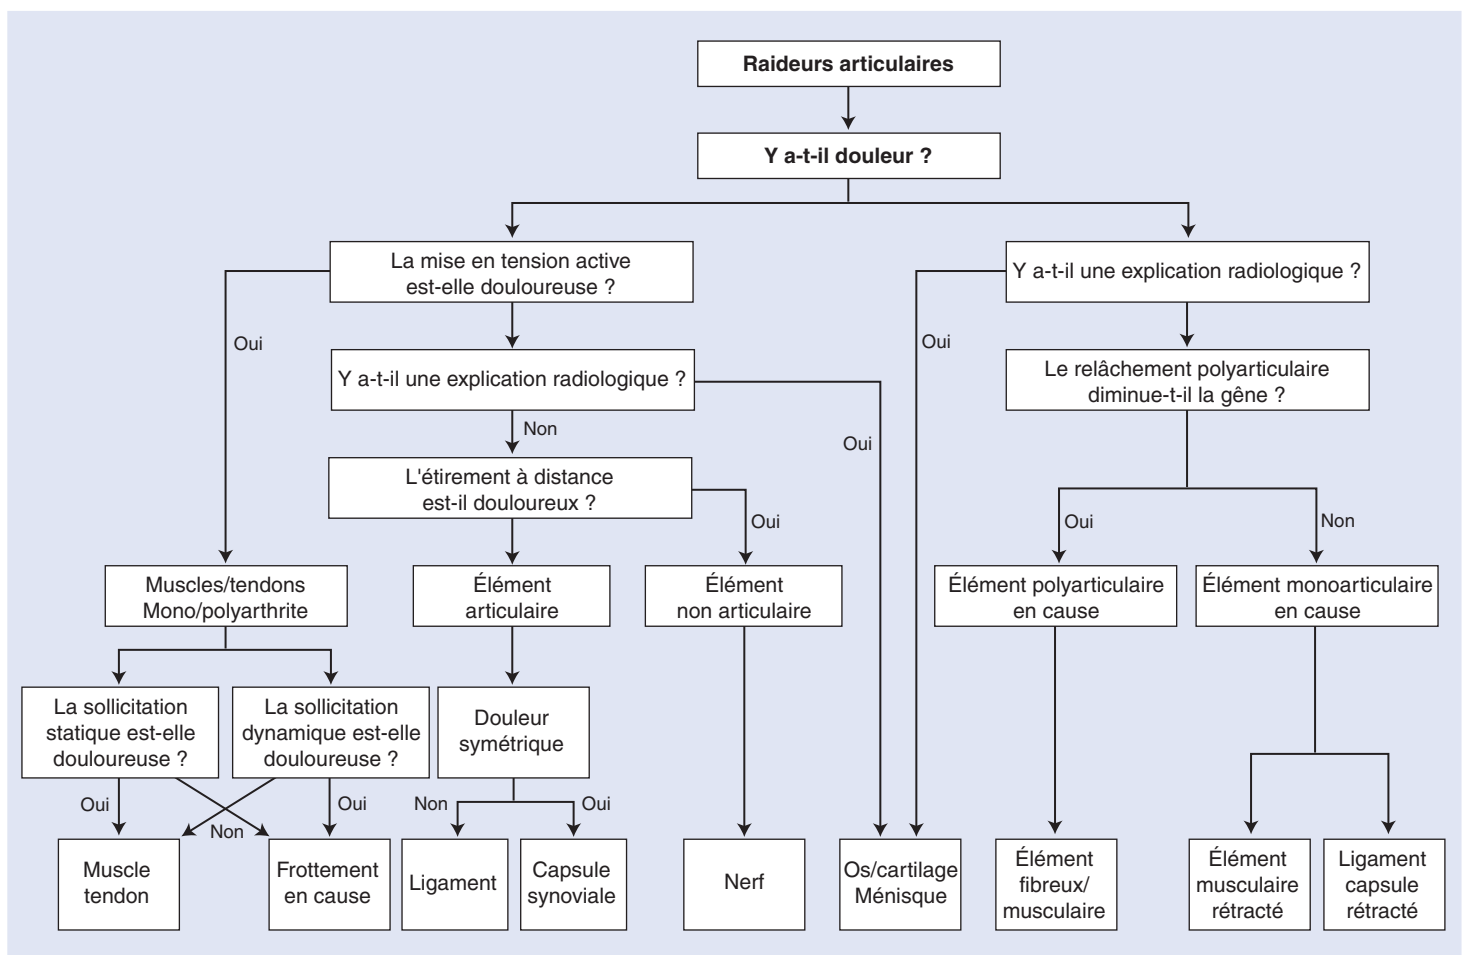 Raideurs articulaires
Y a-t-il douleur ?
La mise en tension active
est-elle douloureuse ?
Y a-t-il une explication radiologique ?
Oui
Oui
Y a-t-il une explication radiologique ?
Le relâchement polyarticulaire
diminue-t-il la gêne ?
Non
Oui
L'étirement à distance
est-il douloureux ?
Oui
Oui
Non
Muscles/tendons
Mono/polyarthrite
Élément
articulaire
Élément
non articulaire
Élément polyarticulaire
en cause
Élément monoarticulaire
en cause
La sollicitation
statique est-elle
douloureuse ?
La sollicitation
dynamique est-elle
douloureuse ?
Douleur
symétrique
Oui
Non
Oui
Non
Oui
Muscle
tendon
Frottement
en cause
Ligament
Capsule
synoviale
Nerf
Os/cartilage
Ménisque
Élément
fibreux/
musculaire
Élément
musculaire
rétracté
Ligament
capsule
rétracté